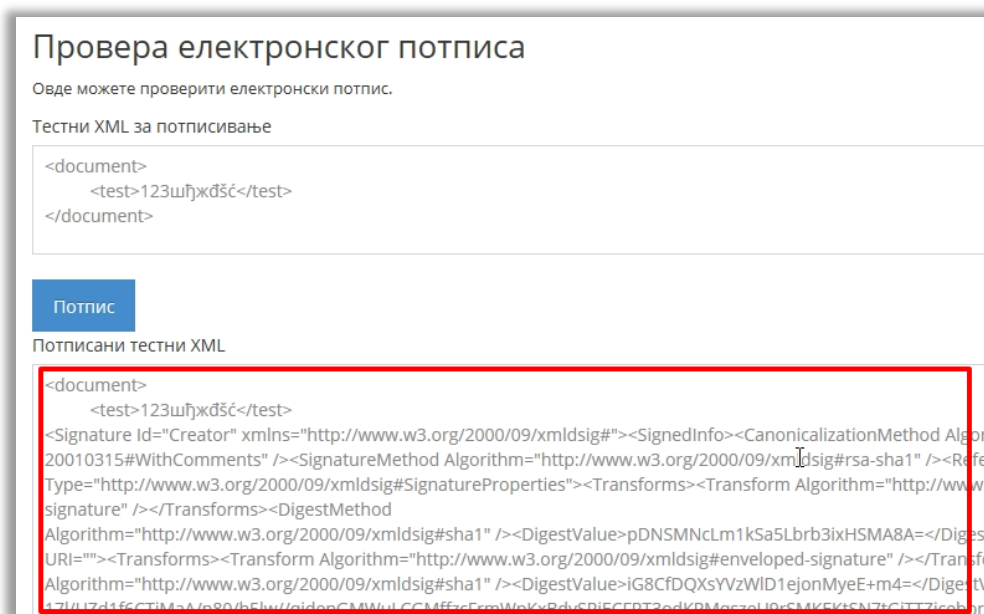 Провера електронског потписа
Овде можете проверити електронски потпис.
Тестни XML за потписивање
<document>
<test>123шђжđšć</test>
</document>
Потпис
Потписани тестни XML
<document>
<test>123шђжđšć</test>
<Signature Id="Creator" xmlns="http://www.w3.org/2000/09/xmldsig#"><SignedInfo><CanonicalizationMethod
20010315#WithComments" /><SignatureMethod Algorithm="http://www.w3.org/2000/09/xmldsig#rsa-sha1" />
Type="http://www.w3.org/2000/09/xmldsig#SignatureProperties"><Transforms><Transform Algorithm="http://www
signature" /></Transforms><DigestMethod
Algorithm="http://www.w3.org/2000/09/xmldsig#sha1" /><DigestValue>pDNSMNcLm1kSa5Lbrb3ixHSMA8A=
URI=""><Transforms><Transform Algorithm="http://www.w3.org/2000/09/xmldsig#enveloped-signature" />
Algorithm="http://www.w3.org/2000/09/xmldsig#sha1" /><DigestValue>iG8CfDQXsYVzWlD1ejonMyeE+m4=